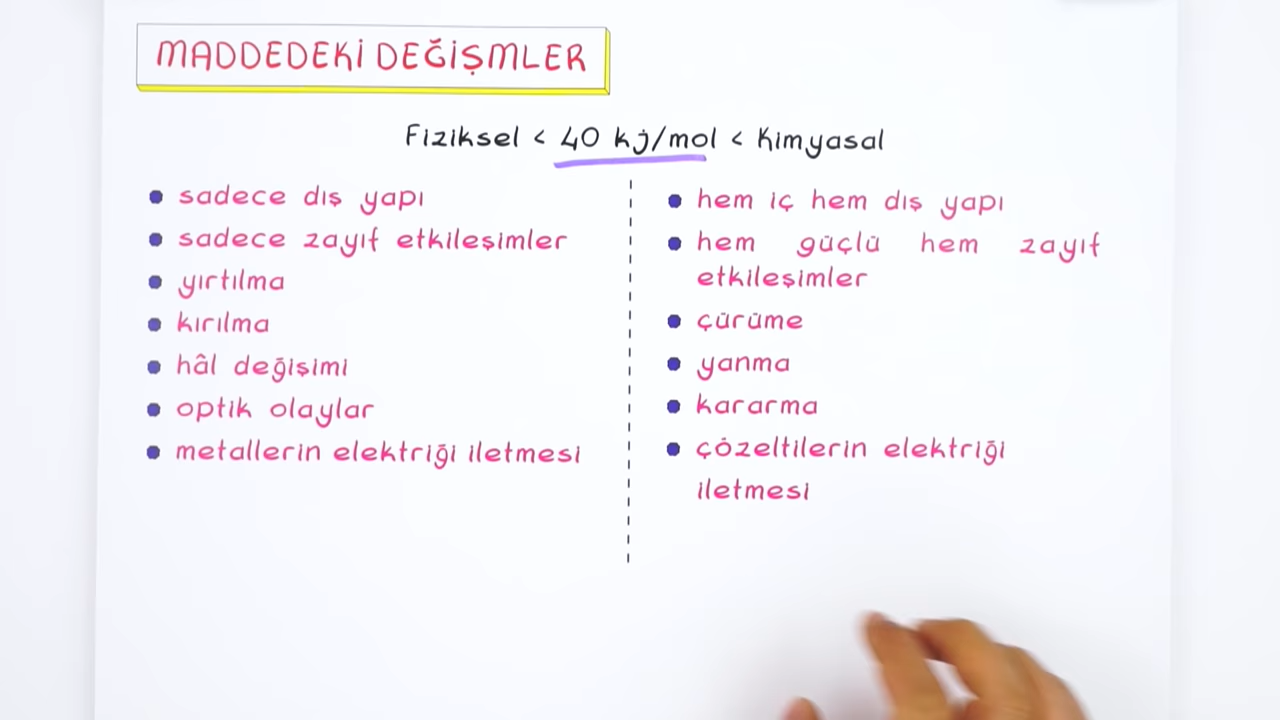 MADDEDEKİ DEĞİŞMLER
Fiziksel < 40 kj/mol < Kimyasal
sadece dış yapı
sadece zayıf etkileşimler
yırtılma
kırılma
hâl değişimi
optik olaylar
metallerin elektriği iletmesi
hem iç hem dış yapı
hem güçlü hem zayıf
etkileşimler
çürüme
yanma
kararma
çözeltilerin elektriği
iletmesi